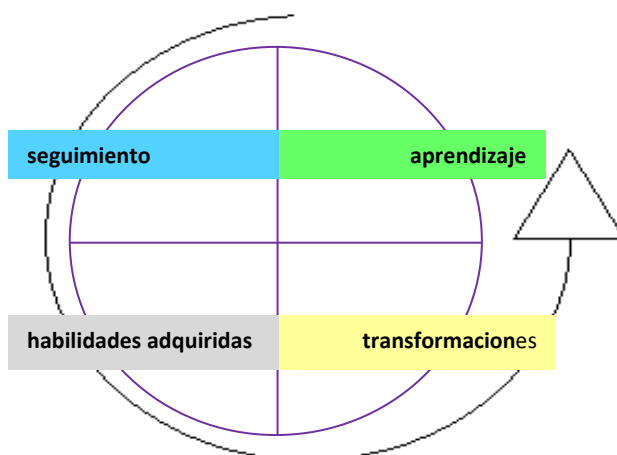 seguimiento
aprendizaje
habilidades adquiridas
transformaciones